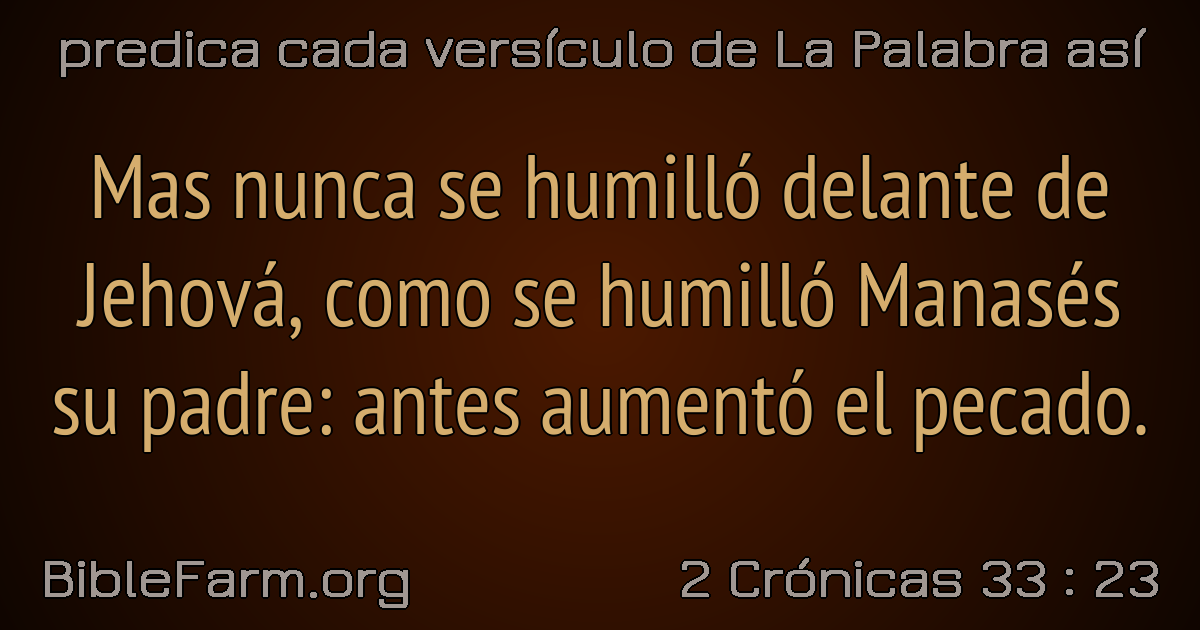 predica cada versículo de La Palabra así
Mas nunca se humilló delante de
Jehová, como se humilló Manasés
su padre: antes aumentó el pecado.
BibleFarm.org
2 Crónicas 33 : 23